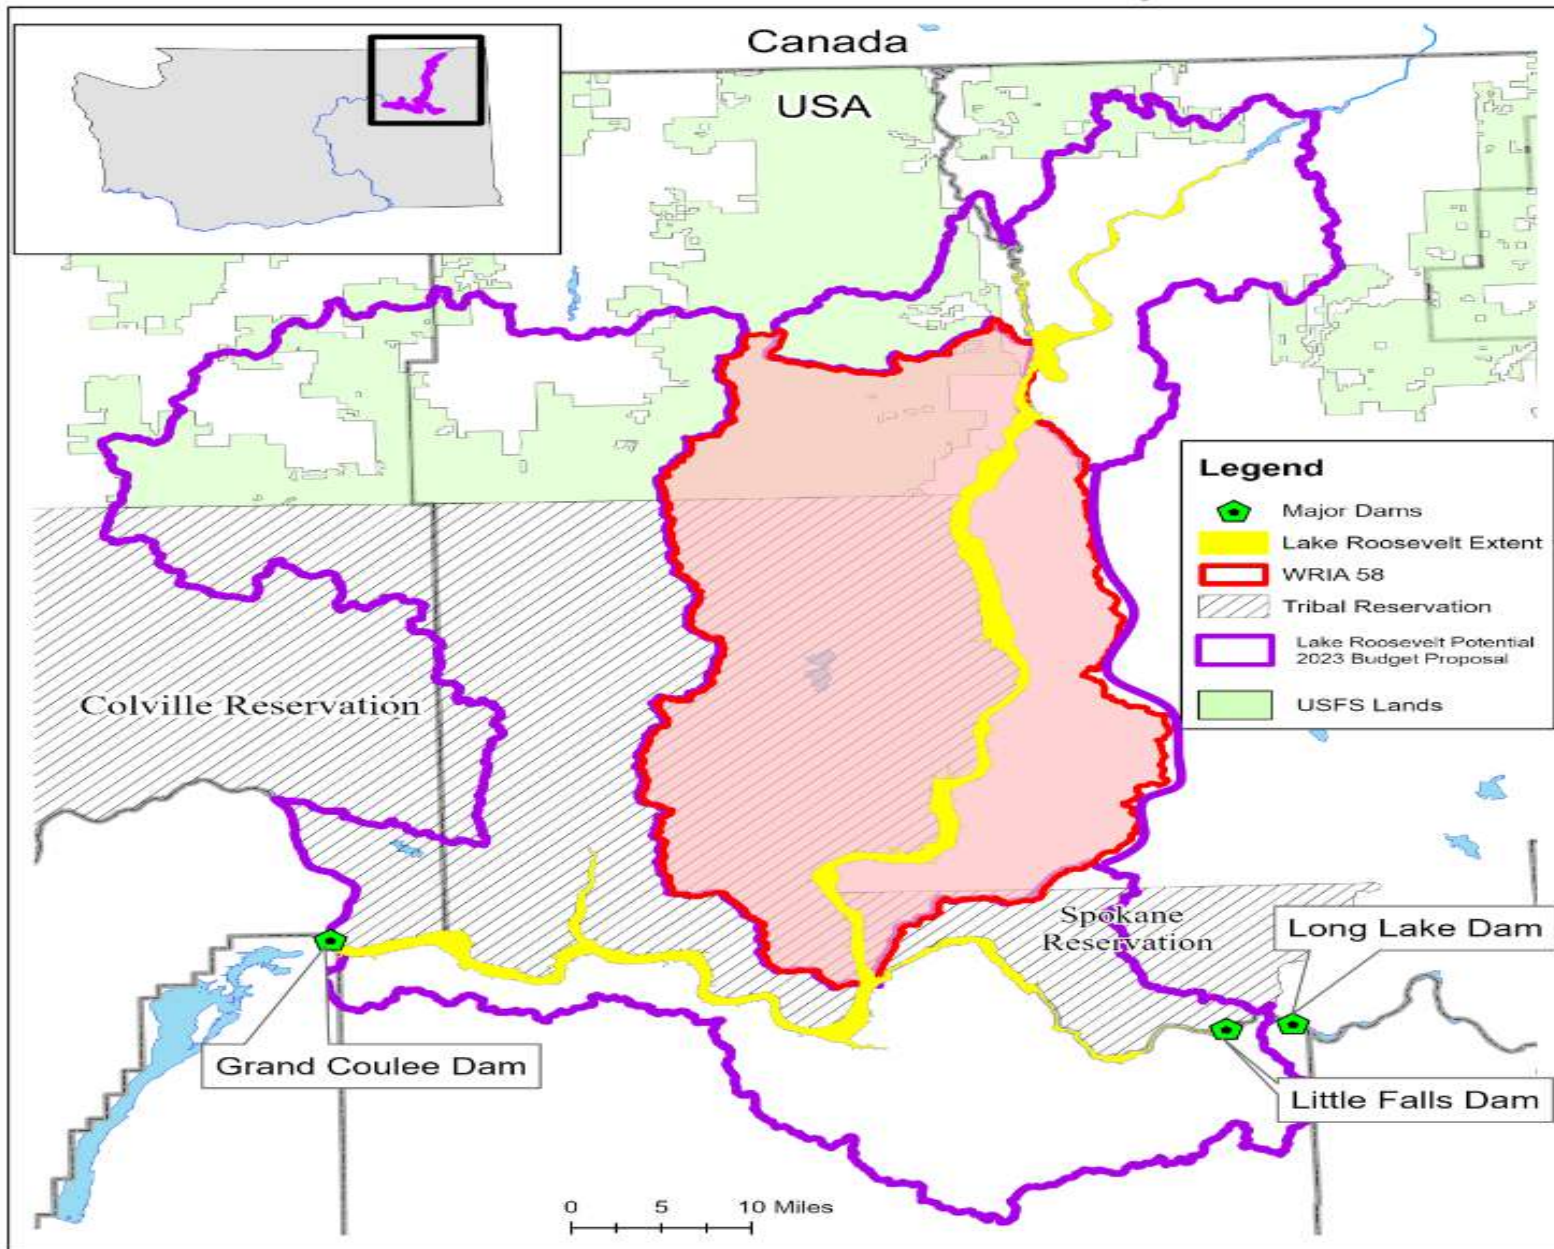 Canada
USA
Legend
Major Dams
Lake Roosevelt Extent
WRIA 58
Tribal Reservation
Lake Roosevelt Potential
2023 Budget Proposal
USFS Lands
Colville Reservation
Spokane
Reservation
Long Lake Dam
Grand Coulee Dam
Little Falls Dam
0 5 10 Miles